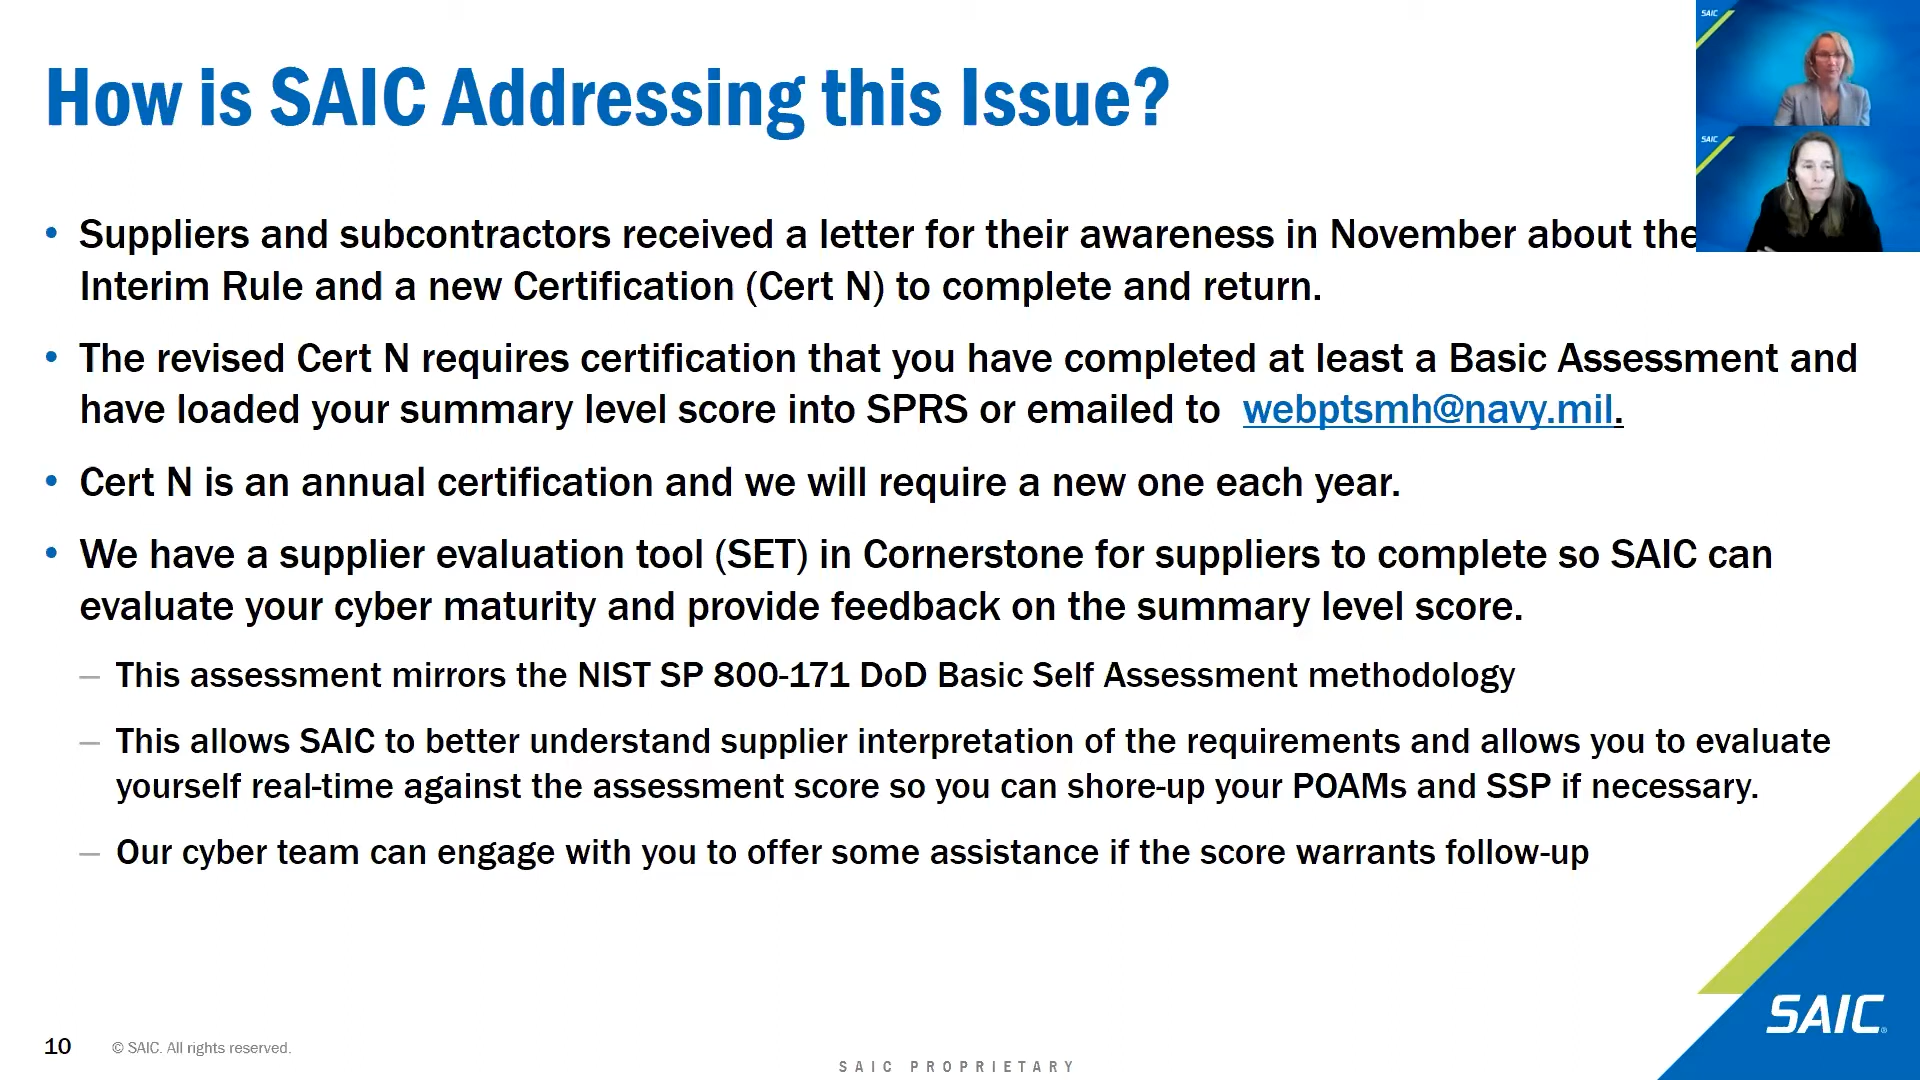 How is SAIC Addressing this Issue?
SAIC
SAIC
• Suppliers and subcontractors received a letter for their awareness in November about the
Interim Rule and a new Certification (Cert N) to complete and return.
• The revised Cert N requires certification that you have completed at least a Basic Assessment and
have loaded your summary level score into SPRS or emailed to webptsmh@navy.mil.
• Cert N is an annual certification and we will require a new one each year.
• We have a supplier evaluation tool (SET) in Cornerstone for suppliers to complete so SAIC can
evaluate your cyber maturity and provide feedback on the summary level score.
– This assessment mirrors the NIST SP 800-171 DoD Basic Self Assessment methodology
– This allows SAIC to better understand supplier interpretation of the requirements and allows you to evaluate
yourself real-time against the assessment score so you can shore-up your POAMs and SSP if necessary.
– Our cyber team can engage with you to offer some assistance if the score warrants follow-up
SAIC®
10 © SAIC. All rights reserved.
SAIC PROPRIETARY